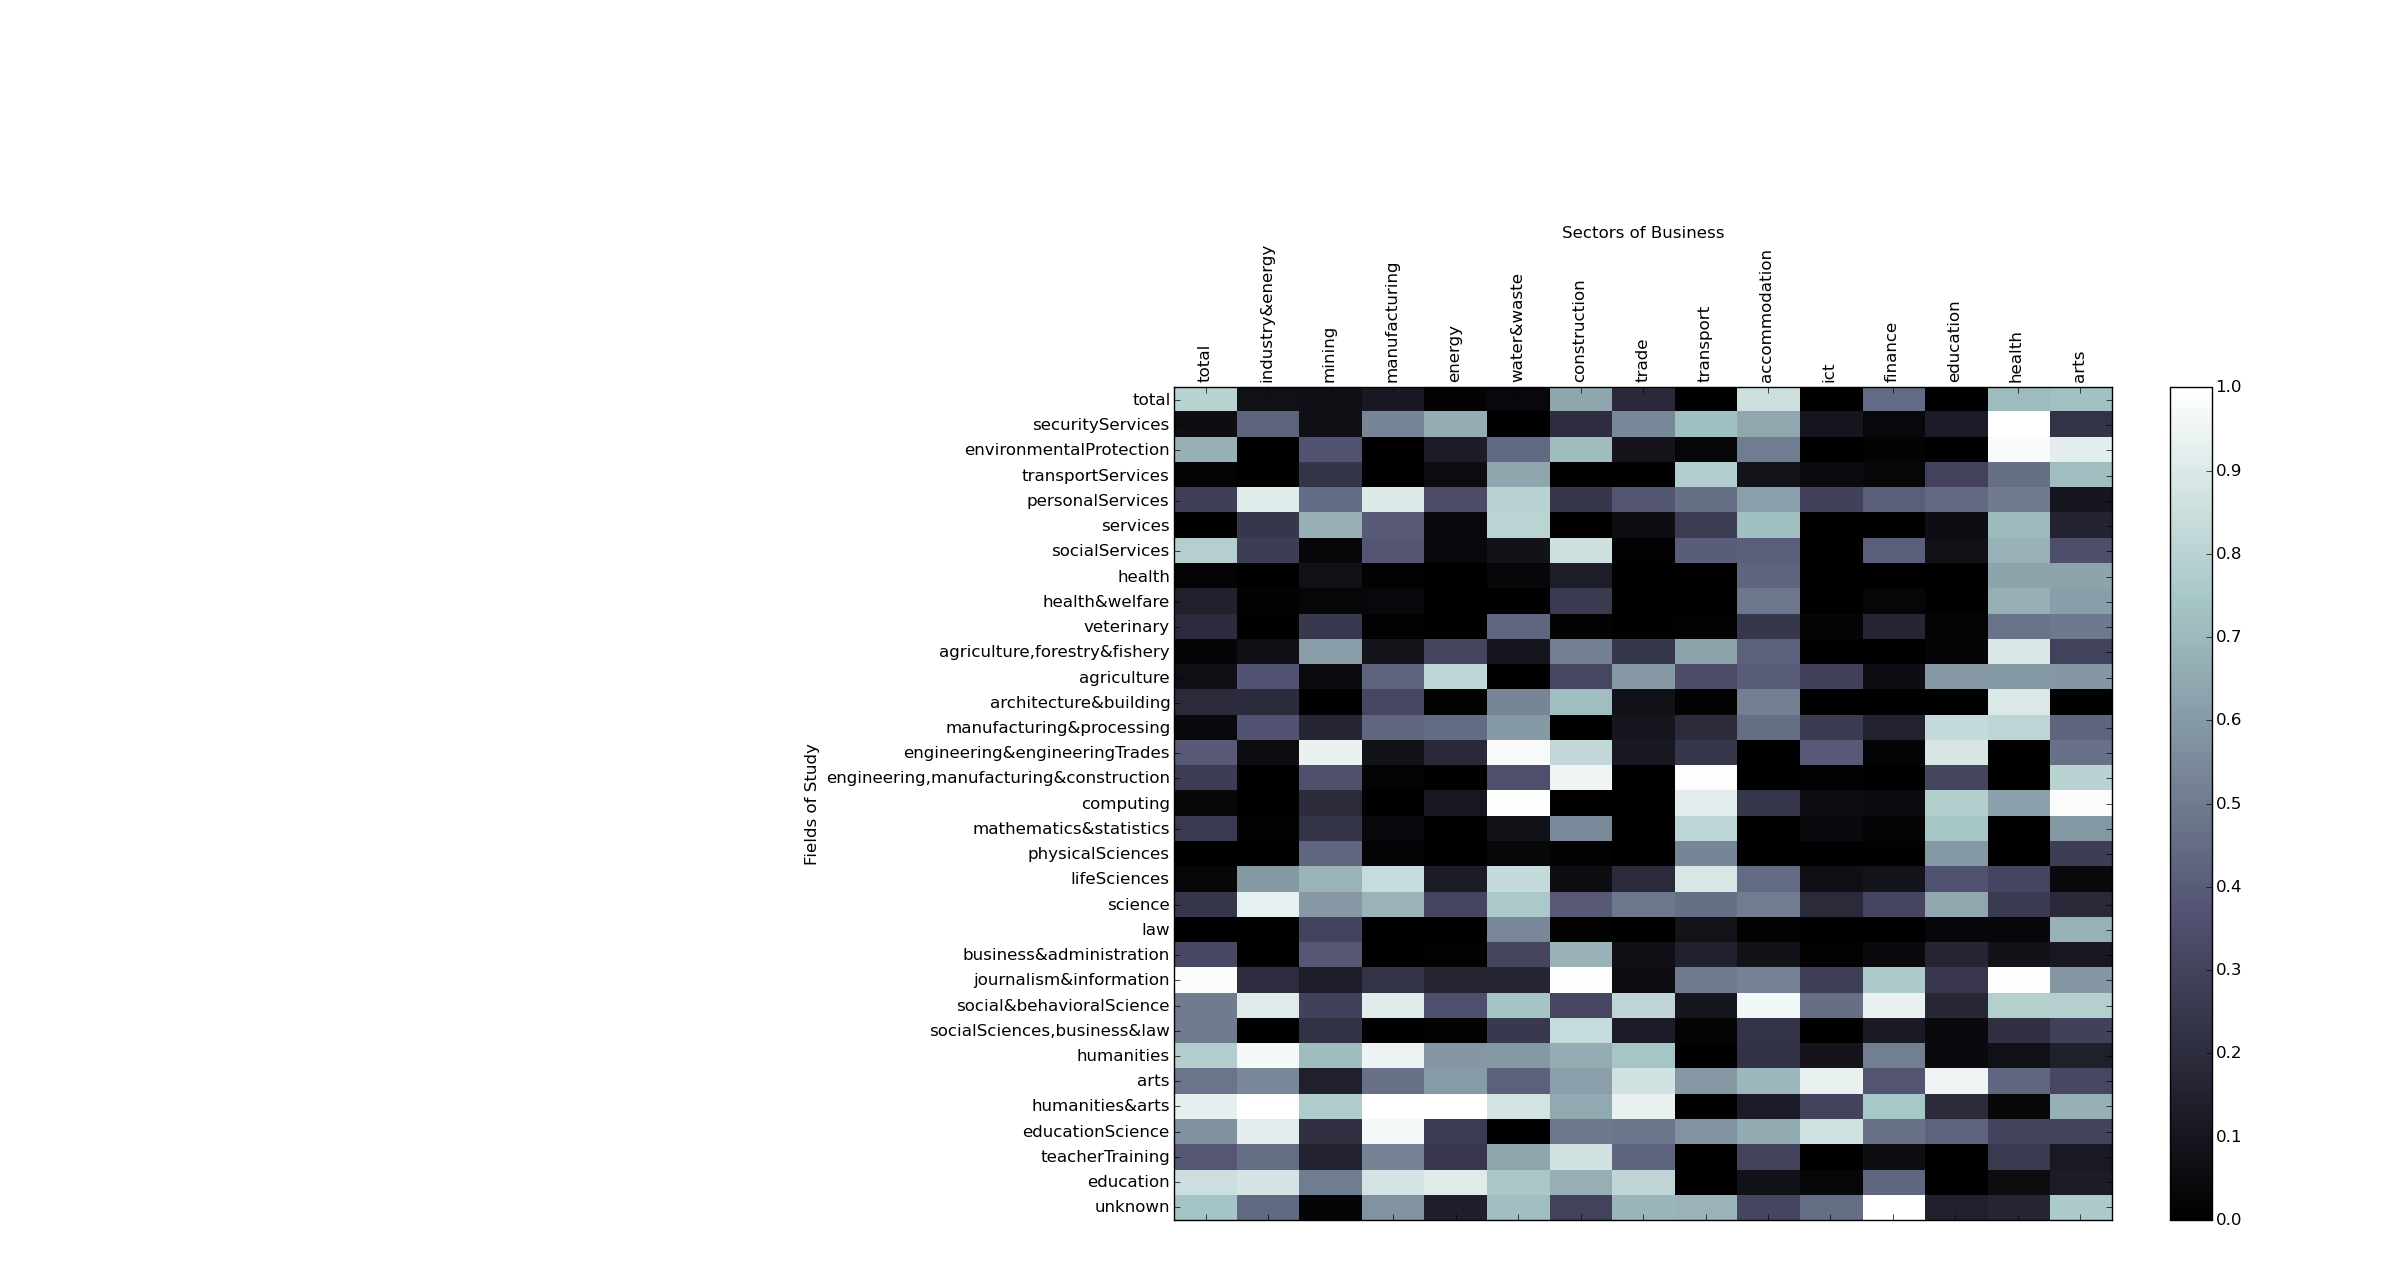 Sectors of Business
total
industry&energy
mining
manufacturing
energy
water&waste
construction
trade
transport
accommodation
ict
finance
education
health
arts
Fields of Study
total
securityServices
environmentalProtection
transportServices
personalServices
services
socialServices
health
health&welfare
veterinary
agriculture,forestry&fishery
agriculture
architecture&building
manufacturing&processing
engineering&engineeringTrades
engineering,manufacturing&construction
computing
mathematics&statistics
physicalSciences
lifeSciences
science
law
business&administration
journalism&information
social&behavioralScience
socialSciences,business&law
humanities
arts
humanities&arts
educationScience
teacherTraining
education
unknown
1.0
0.9
0.8
0.7
0.6
0.5
0.4
0.3
0.2
0.1
0.0